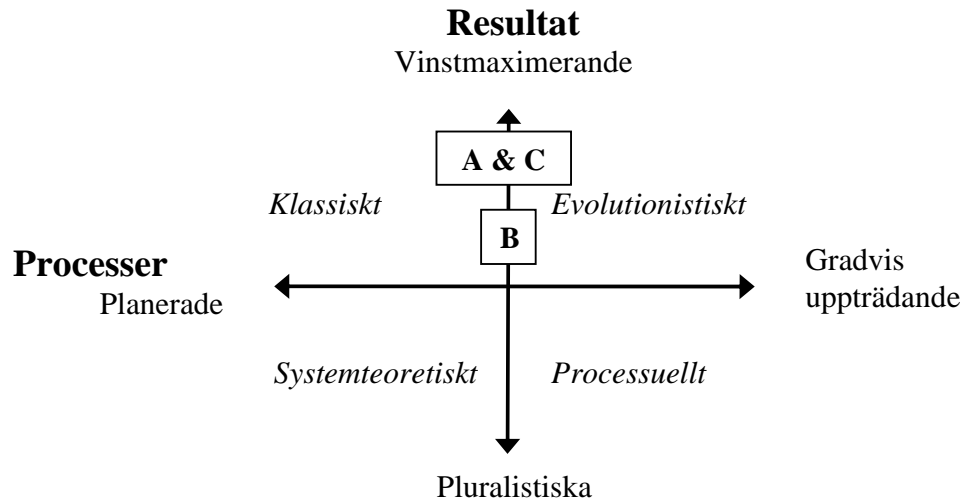 Resultat
Vinstmaximerande
A & C
Klassiskt
Evolutionistiskt
B
Processer
Planerade
Gradvis
uppträdande
Systemteoretiskt
Processuellt
Pluralistiska